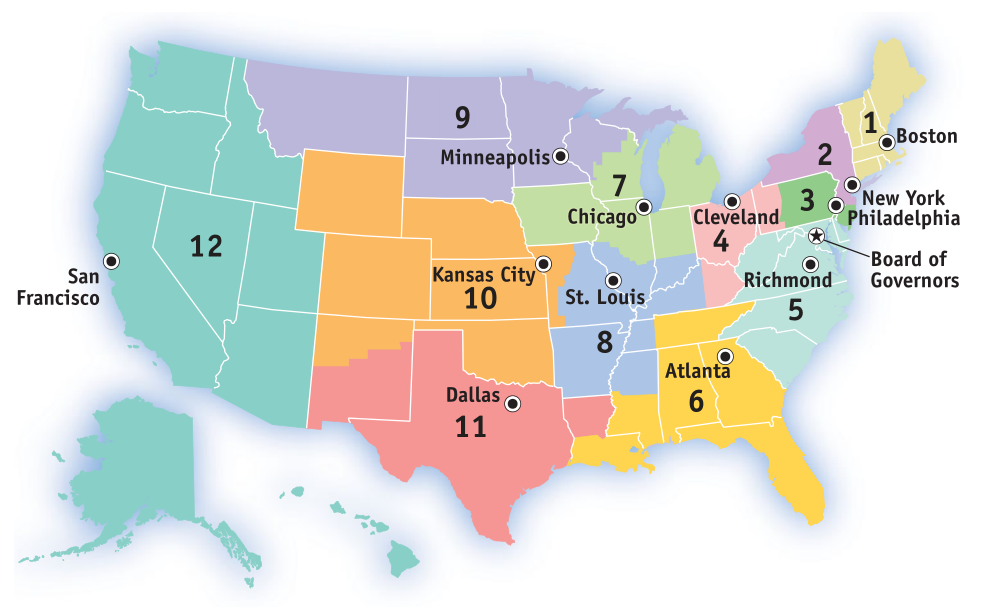 1
Boston
9
2
Minneapolis
7
3
New York
Chicago
Cleveland
Philadelphia
4
12
Board of
Governors
San
Francisco
Kansas City
Richmond
10
St. Louis
5
8
Atlanta
Dallas
6
11